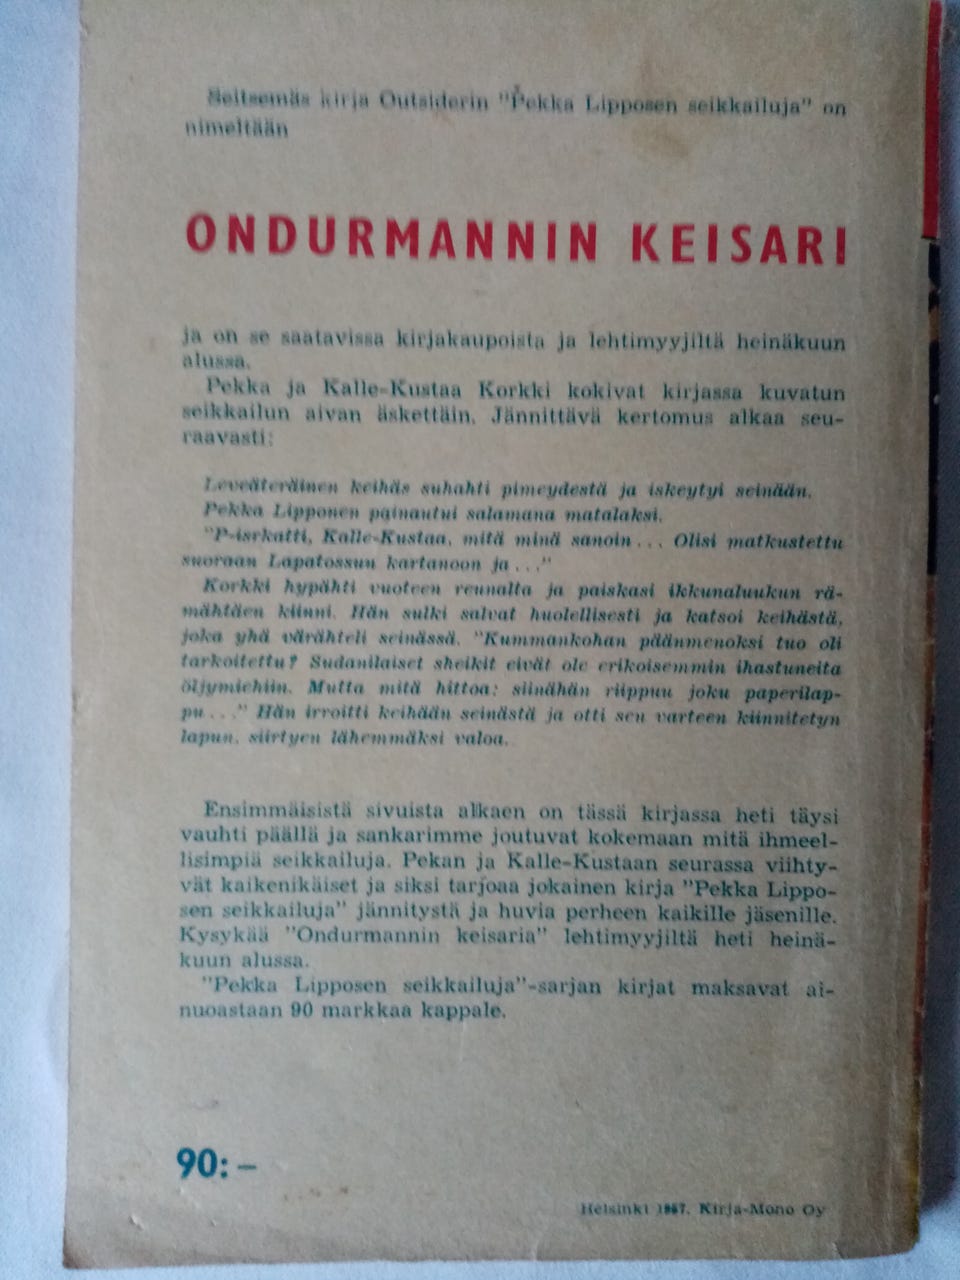 Seitsemäs kirja Outsiderin "Pekka Lipposen seikkailuja" on
nimeltään
ONDURMANNIN KEISARI
ja on se saatavissa kirjakaupoista ja lehtimyyjiltä heinäkuun
alussa.
Pekka ja Kalle-Kustaa Korkki kokivat kirjassa kuvatun
seikkailun aivan äskettäin. Jännittävä kertomus alkaa seu-
raavasti:
Leveäteräinen keihäs suhahti pimeydestä ja iskeytyi seinään.
Pekka Lipponen painautui salamana matalaksi.
"P-isrkatti, Kalle-Kustaa, mitä minä sanoin... Olisi matkustettu
suoraan Lapatossun kartanoon ja..."
Korkki hypähti vuoteen reunalta ja paiskasi ikkunaluukun rä-
mähtäen kiinni. Hän sulki salvat huolellisesti ja katsoi keihästä,
joka yhä värähteli seinässä. "Kummankohan päänmenoksi tuo oli
tarkoitettu? Sudanilaiset sheikit eivät ole erikoisemmin ihastuneita
öljymiehiin. Mutta mitä hittoa: siinähän riippuu joku paperilap-
pu..." Hän irroitti keihään seinästä ja otti sen varteen kiinnitetyn
lapun, siirtyen lähemmäksi valoa.
Ensimmäisistä sivuista alkaen on tässä kirjassa heti täysi
vauhti päällä ja sankarimme joutuvat kokemaan mitä ihmeel-
lisimpiä seikkailuja. Pekan ja Kalle-Kustaan seurassa viihty-
vät kaikenikäiset ja siksi tarjoaa jokainen kirja "Pekka Lippo-
sen seikkailuja" jännitystä ja huvia perheen kaikille jäsenille.
Kysykää "Ondurmannin keisaria" lehtimyyjiltä heti heinä-
kuun alussa.
"Pekka Lipposen seikkailuja"-sarjan kirjat maksavat ai-
nuoastaan 90 markkaa kappale.
90:-
Helsinki 1957. Kirja-Mono Oy